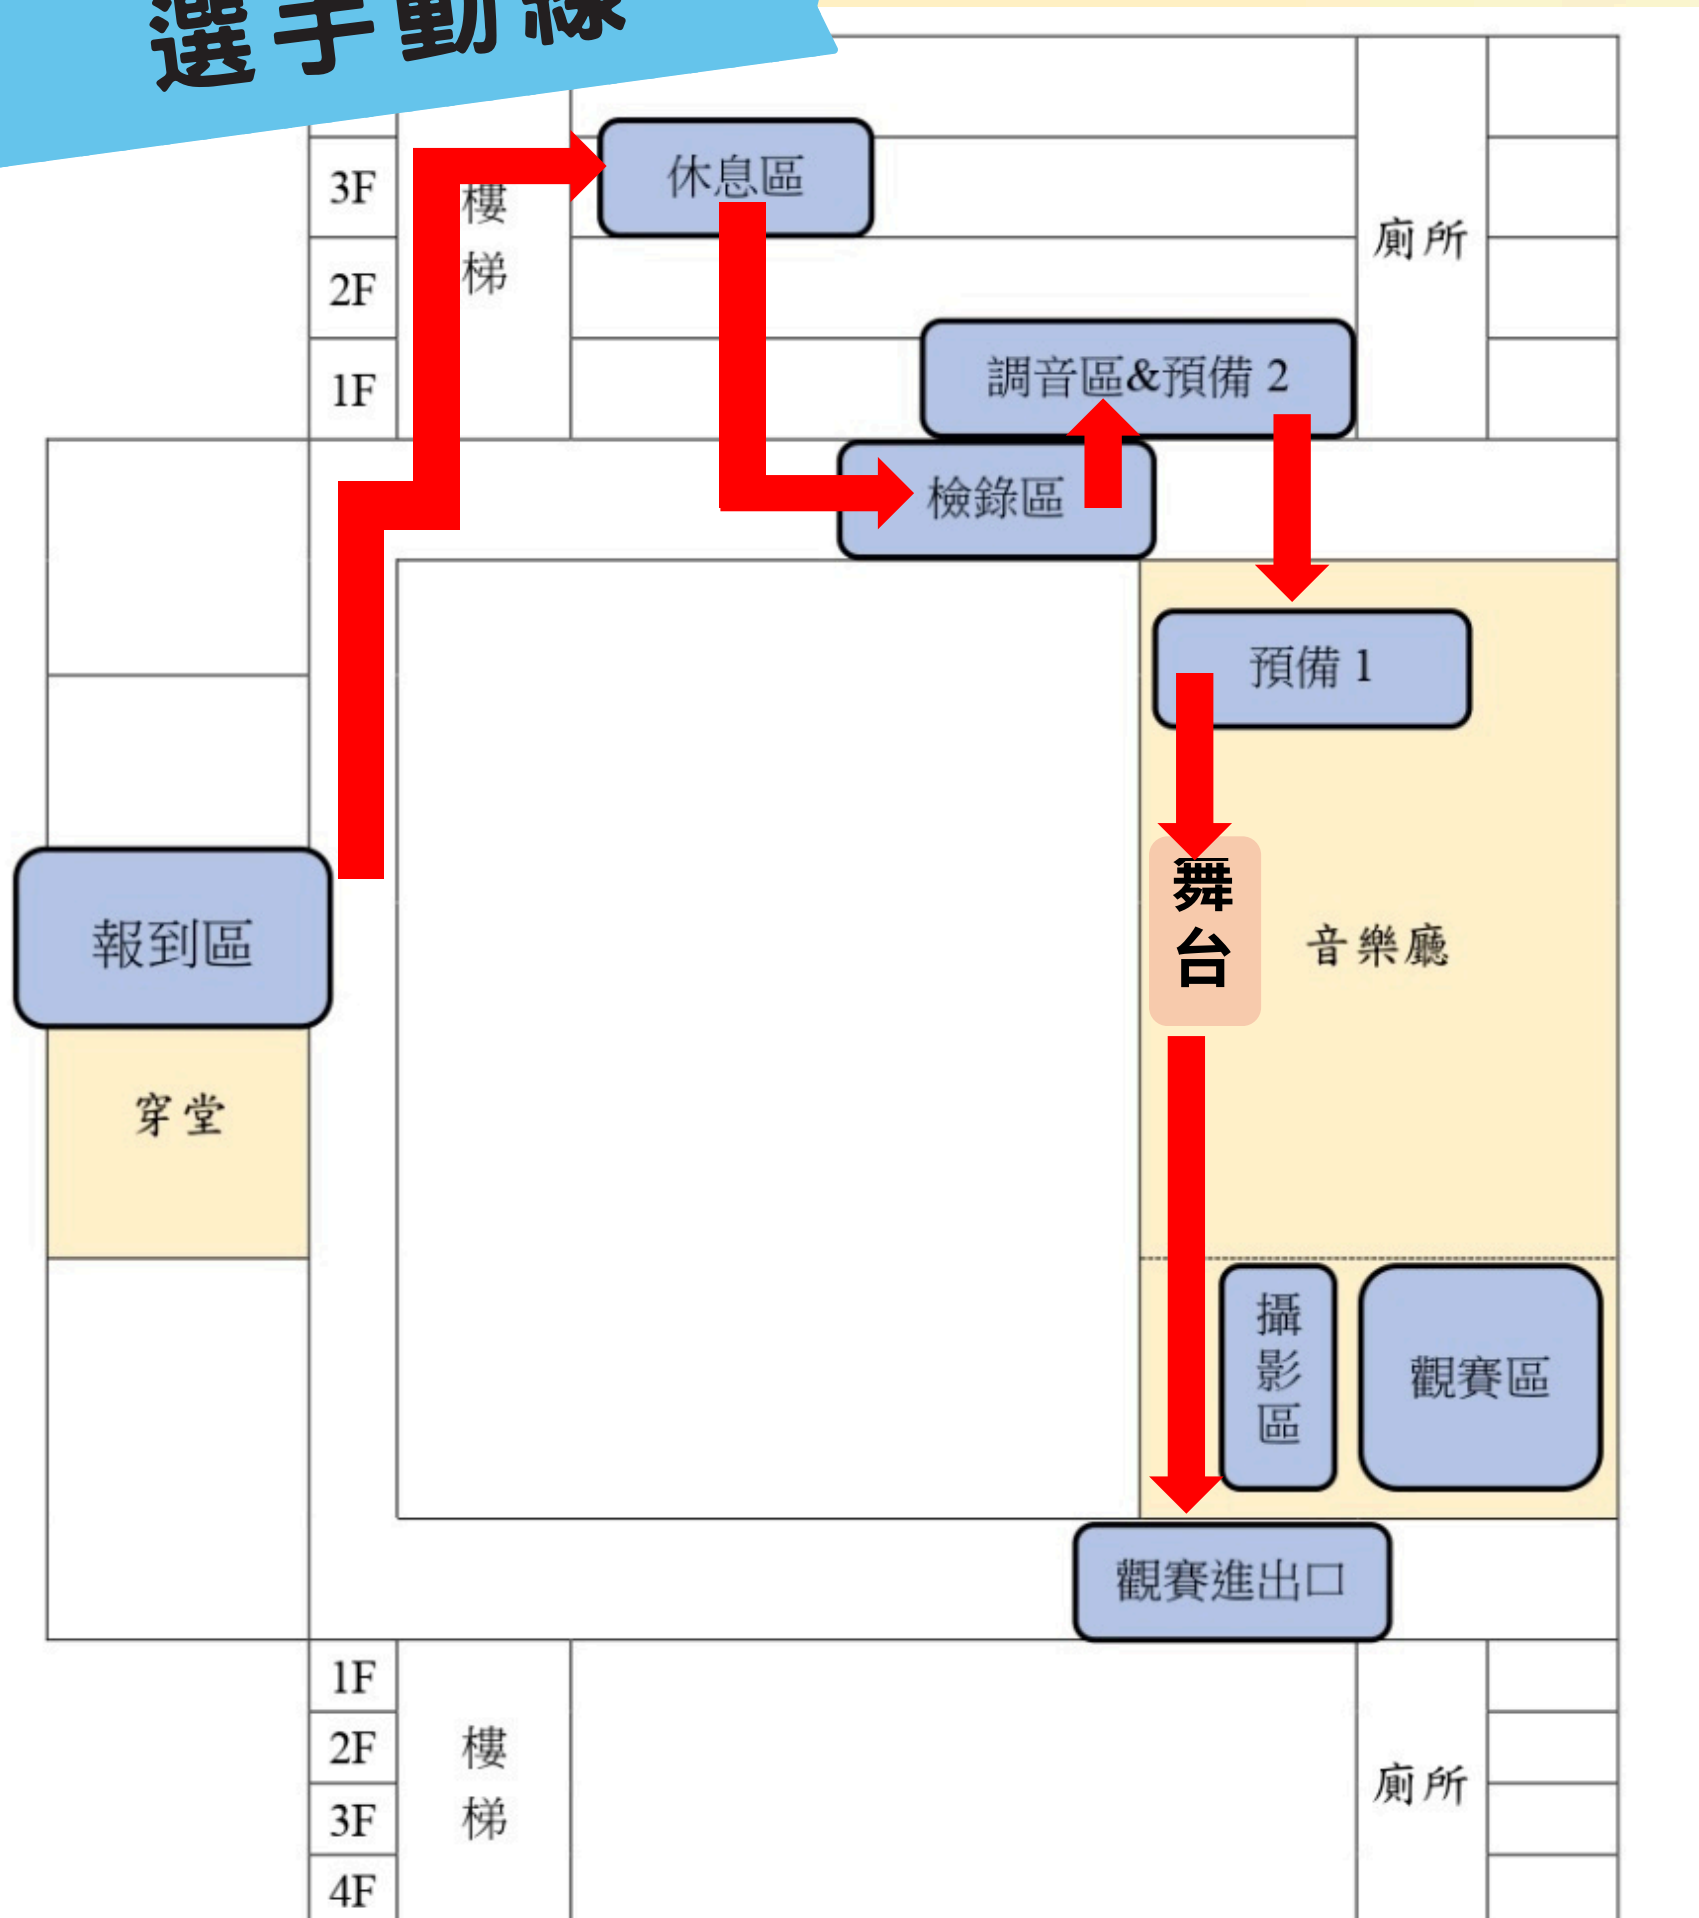 選手動線
3F
樓梯
休息區
廁所
2F
調音區&預備 2
1F
檢錄區
預備 1
舞台
報到區
音樂廳
穿堂
攝影區
觀賽區
觀賽進出口
1F
2F
樓梯
廁所
3F
4F